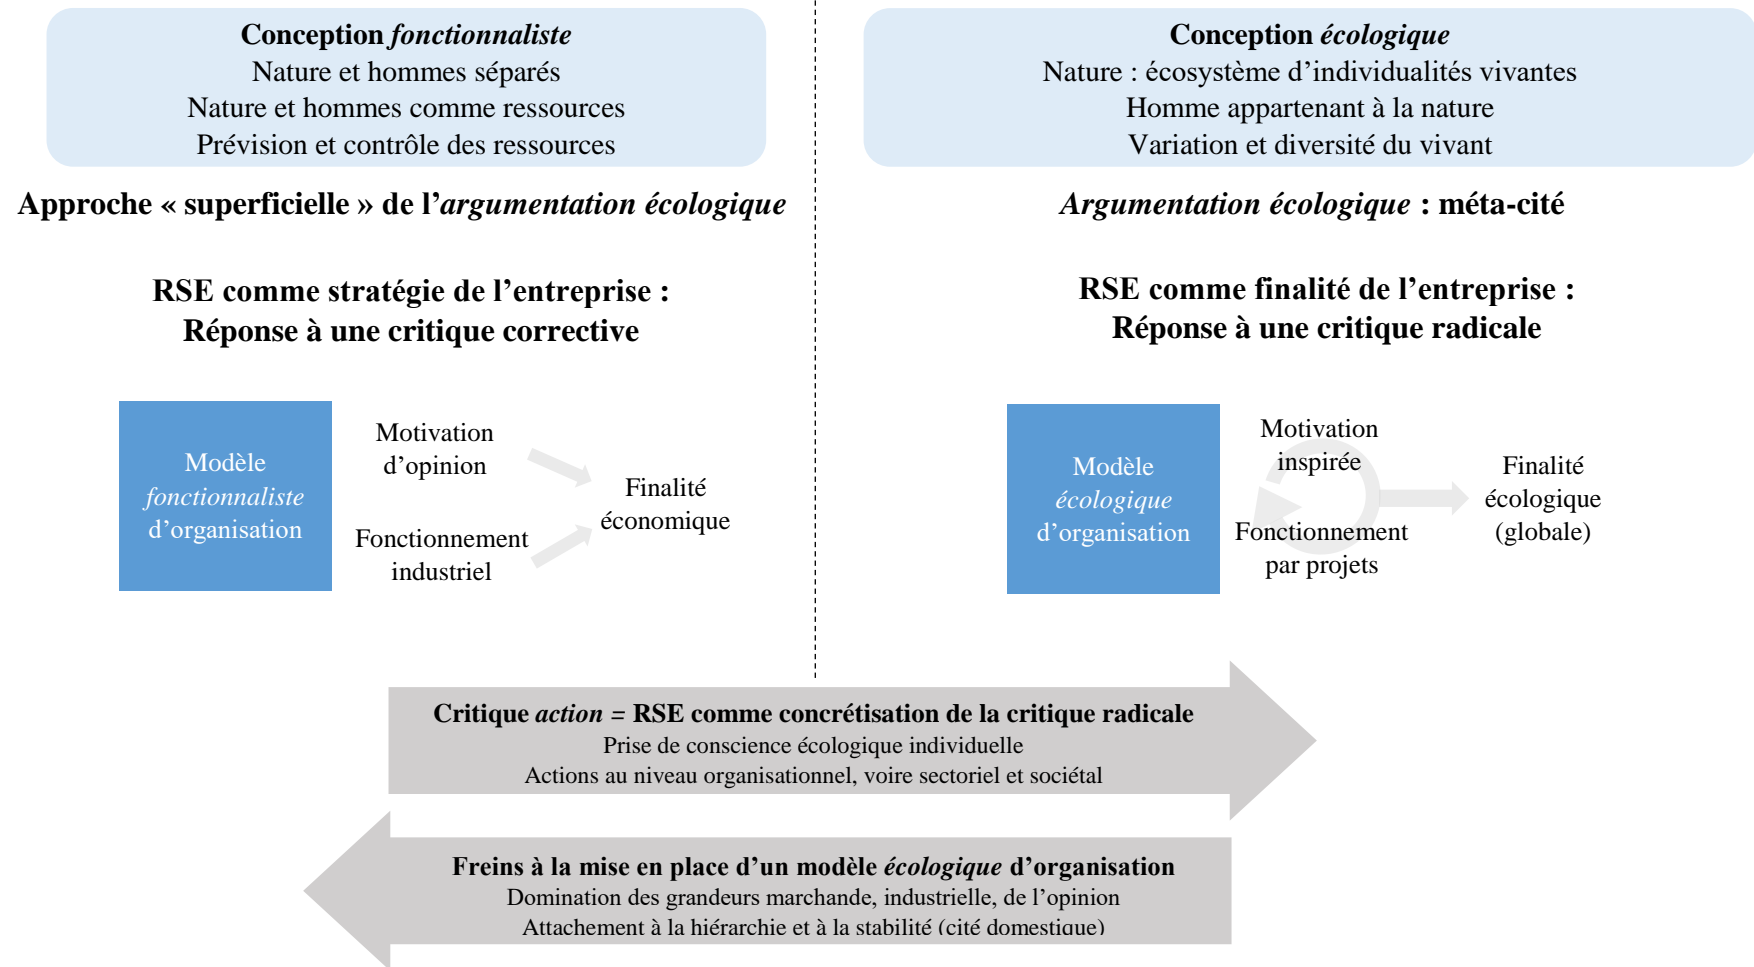 Conception fonctionnaliste
Nature et hommes séparés
Nature et hommes comme ressources
Prévision et contrôle des ressources
Approche « superficielle » de l’argumentation écologique
RSE comme stratégie de l’entreprise :
Réponse à une critique corrective
Modèle
fonctionnaliste
d’organisation
Motivation
d’opinion
Fonctionnement
industriel
Finalité
économique
Conception écologique
Nature : écosystème d’individualités vivantes
Homme appartenant à la nature
Variation et diversité du vivant
Argumentation écologique : méta-cité
RSE comme finalité de l’entreprise :
Réponse à une critique radicale
Modèle
écologique
d’organisation
Motivation
inspirée
Fonctionnement
par projets
Finalité
écologique
(globale)
Critique action = RSE comme concrétisation de la critique radicale
Prise de conscience écologique individuelle
Actions au niveau organisationnel, voire sectoriel et sociétal
Freins à la mise en place d’un modèle écologique d’organisation
Domination des grandeurs marchande, industrielle, de l’opinion
Attachement à la hiérarchie et à la stabilité (cité domestique)